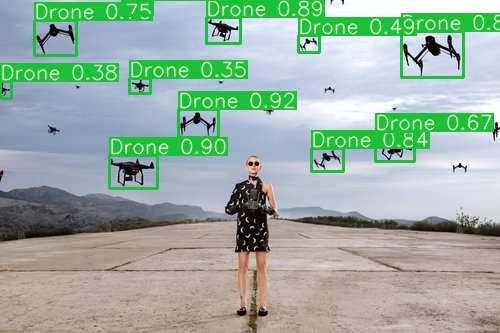 Drone 0.75
Drone 0.89
Drone 0.49
Drone 0.8
Drone 0.38
Drone 0.35
Drone 0.92
Drone 0.67
Drone 0.84
Drone 0.90